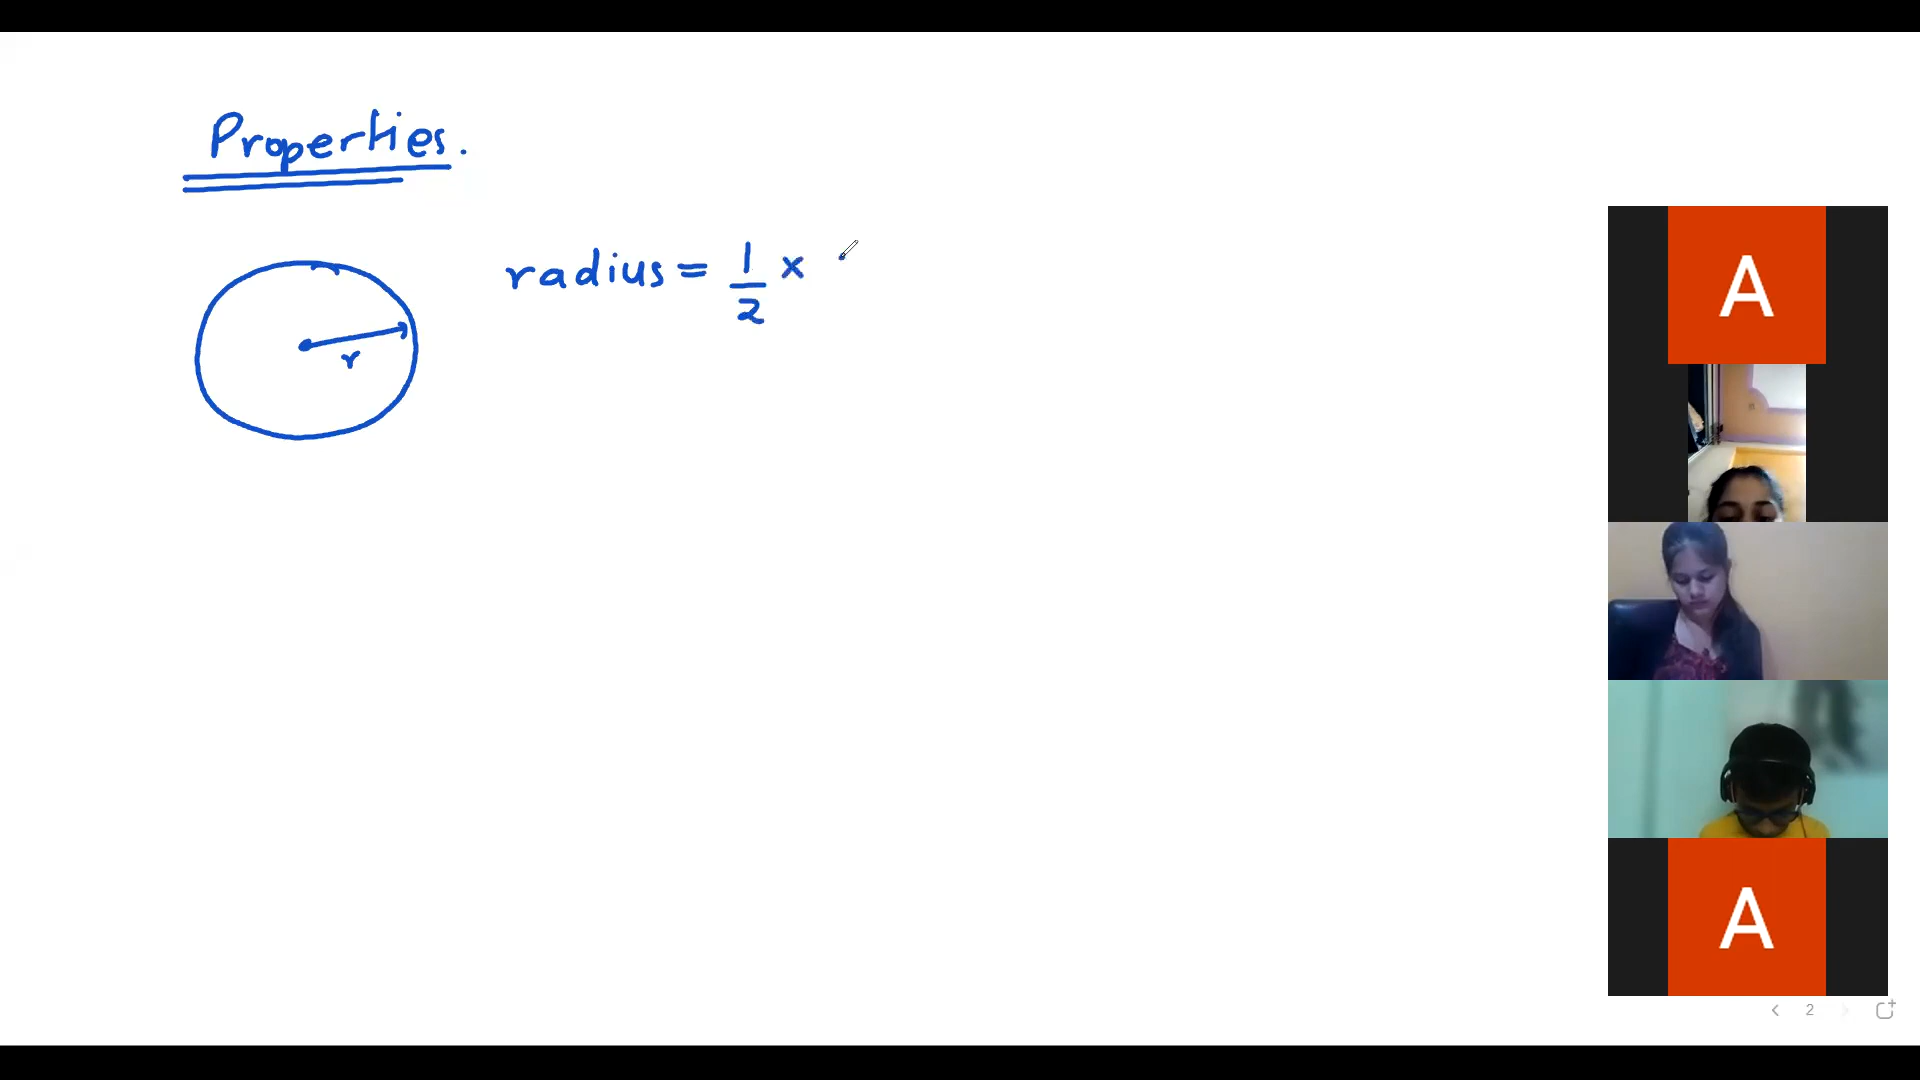 Properties.
radius = 1/2 ×
r
A
A
2